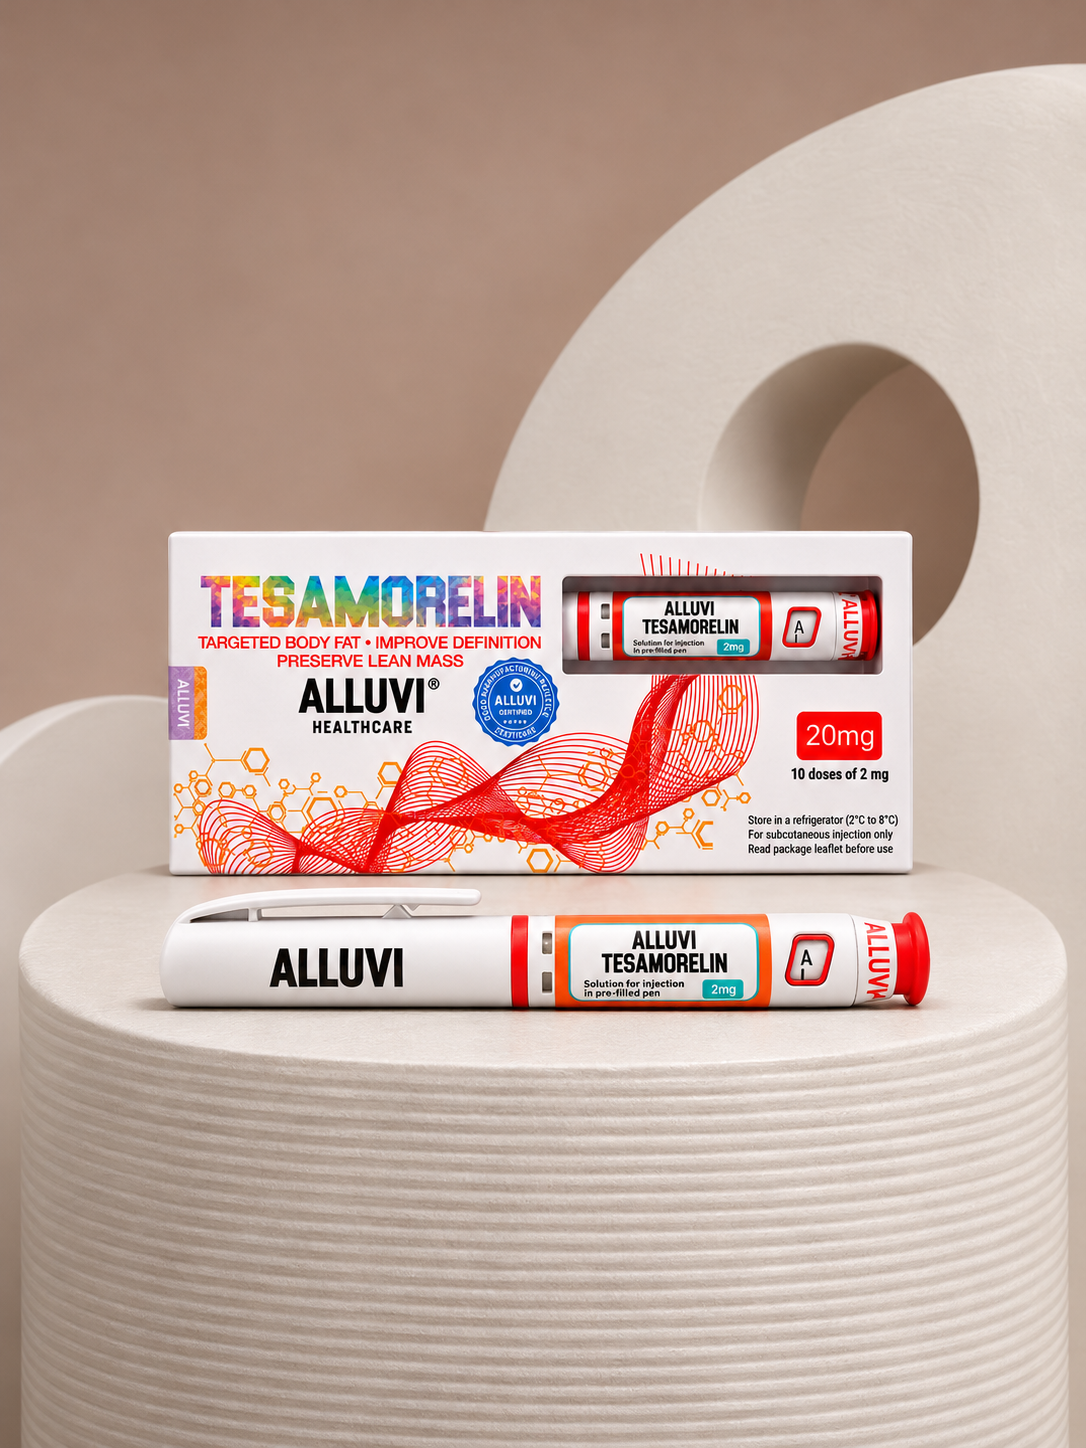 TESAMORELIN
TARGETED BODY FAT • IMPROVE DEFINITION
PRESERVE LEAN MASS
ALLUVI®
HEALTHCARE
ALLUVI
ALLUVI
CERTIFIED
ALLUVI
TESAMORELIN
Solution for injection
in pre-filled pen
2mg
A
ALLUVI
20mg
10 doses of 2 mg
Store in a refrigerator (2°C to 8°C)
For subcutaneous injection only
Read package leaflet before use
ALLUVI
ALLUVI
TESAMORELIN
Solution for injection
in pre-filled pen
2mg
A
ALLUVI